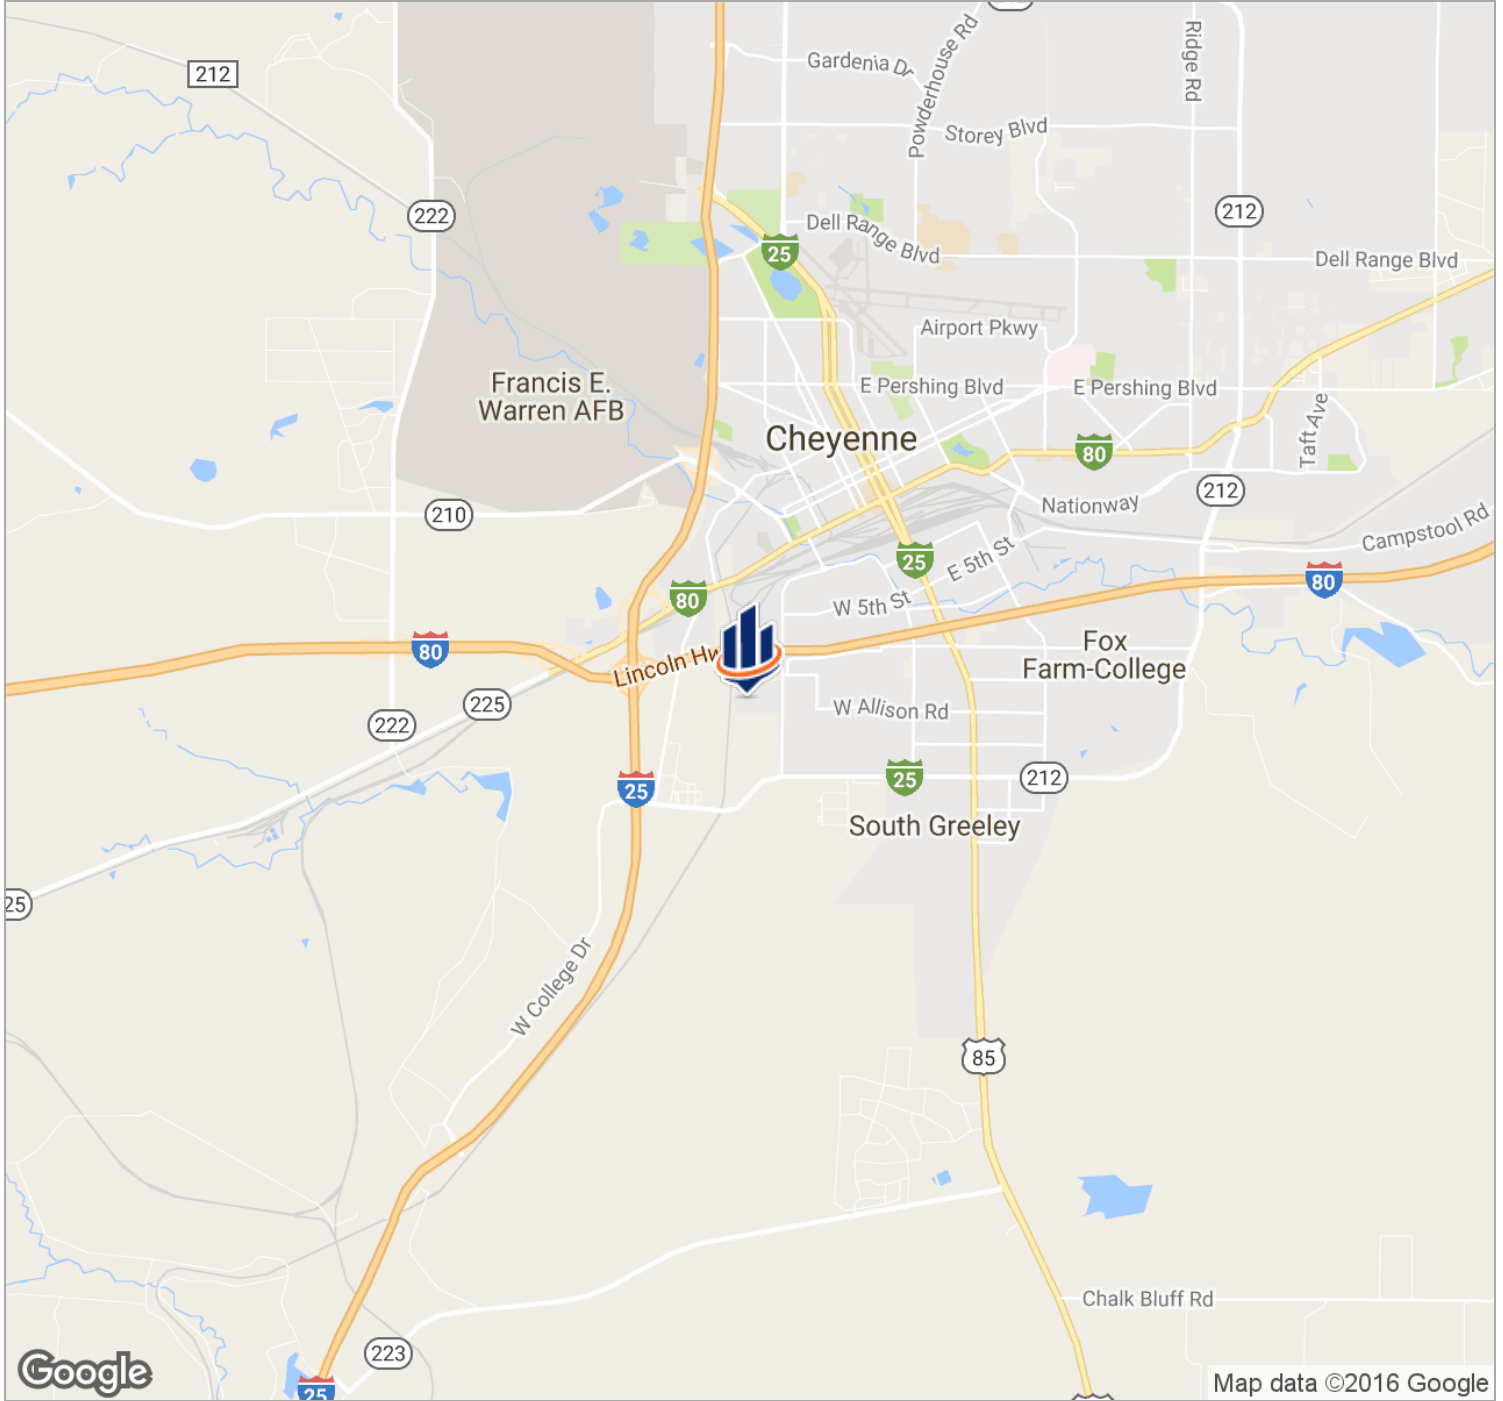 Gardenia Dr
Powderhouse Rd
Ridge Rd
212
Storey Blvd
222
212
Dell Range Blvd
25
Dell Range Blvd
Airport Pkwy
Francis E.
Warren AFB
E Pershing Blvd
E Pershing Blvd
Taft Ave
Cheyenne
80
212
210
Nationway
Campstool Rd
25
E 5th St
80
80
W 5th St
80
Lincoln Hw
Fox
Farm-College
225
222
W Allison Rd
25
25
212
South Greeley
25
W College Dr
85
Chalk Bluff Rd
223
25
Google
Map data ©2016 Google